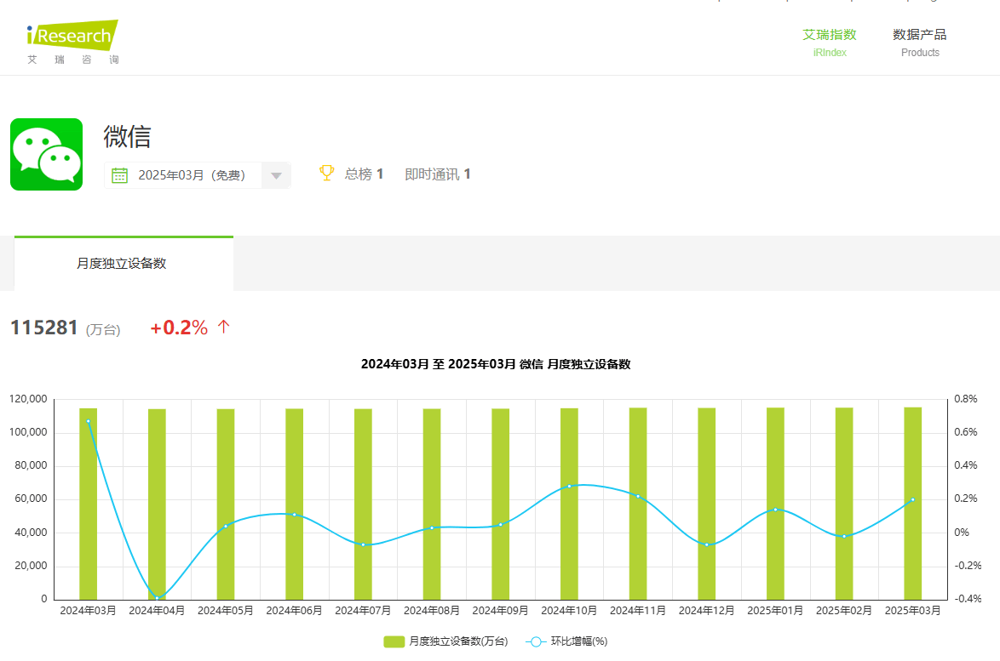 iResearch
艾瑞咨询
艾瑞指数
iRIndex
数据产品
Products
微信
2025年03月（免费）
总榜 1 即时通讯 1
月度独立设备数
115281 (万台) +0.2% ↑
2024年03月 至 2025年03月 微信 月度独立设备数
120,000
100,000
80,000
60,000
40,000
20,000
0
0.8%
0.6%
0.4%
0.2%
0%
-0.2%
-0.4%
2024年03月 2024年04月 2024年05月 2024年06月 2024年07月 2024年08月 2024年09月 2024年10月 2024年11月 2024年12月 2025年01月 2025年02月 2025年03月
月度独立设备数(万台) 环比增幅(%)